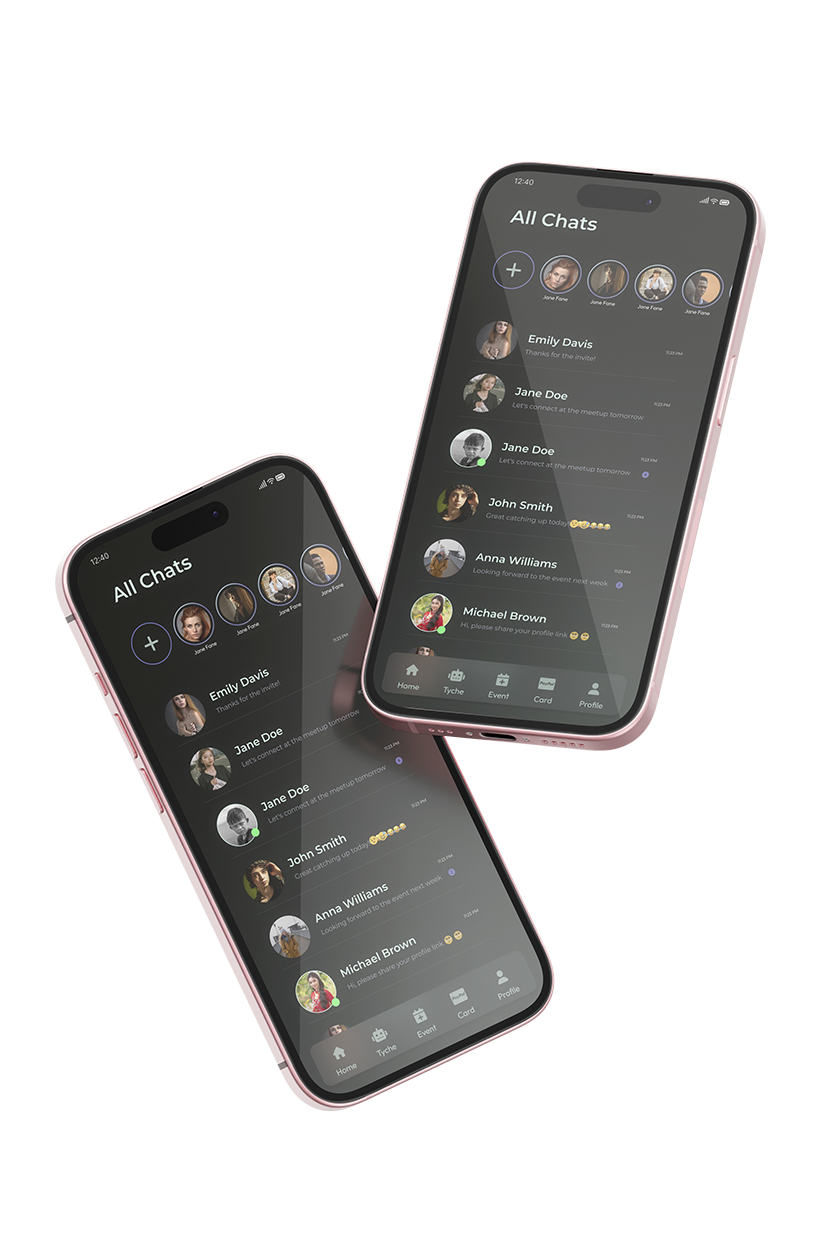 12:40
All Chats
Jane Fone
Jane Fone
Jane Fone
Jane Fone
Emily Davis
11:23 PM
Thanks for the invite!
Jane Doe
11:23 PM
Let's connect at the meetup tomorrow
Jane Doe
11:23 PM
Let's connect at the meetup tomorrow
John Smith
11:23 PM
Great catching up today🥱🥱😂😂😂
Anna Williams
11:23 PM
Looking forward to the event next week
Michael Brown
Hi, please share your profile link
Home Tyche Event Card Profile
12:40
All Chats
Jane Fone
Jane Fone
Jane Fone
Jane Fone
Emily Davis
11:23 PM
Thanks for the invite!
Jane Doe
Let's connect at the meetup tomorrow
Jane Doe
11:23 PM
Let's connect at the meetup tomorrow
John Smith
11:23 PM
Great catching up today
Anna Williams
11:23 PM
Looking forward to the event next week
Michael Brown
11:23 PM
Hi, please share your profile link
Home Tyche Event Card Profile